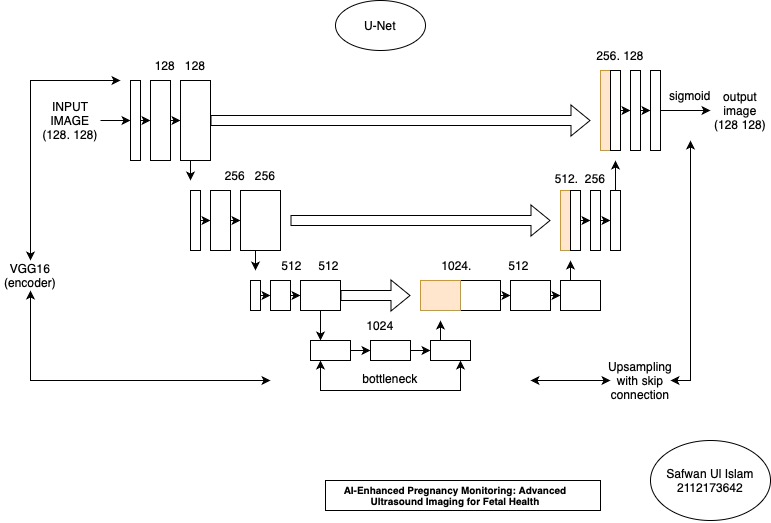 U-Net
128 128
256. 128
INPUT
IMAGE
(128. 128)
sigmoid
output
image
(128 128)
256 256
512. 256
VGG16
(encoder)
512 512
1024.
512
1024
bottleneck
Upsampling
with skip
connection
AI-Enhanced Pregnancy Monitoring: Advanced
Ultrasound Imaging for Fetal Health
Safwan Ul Islam
2112173642